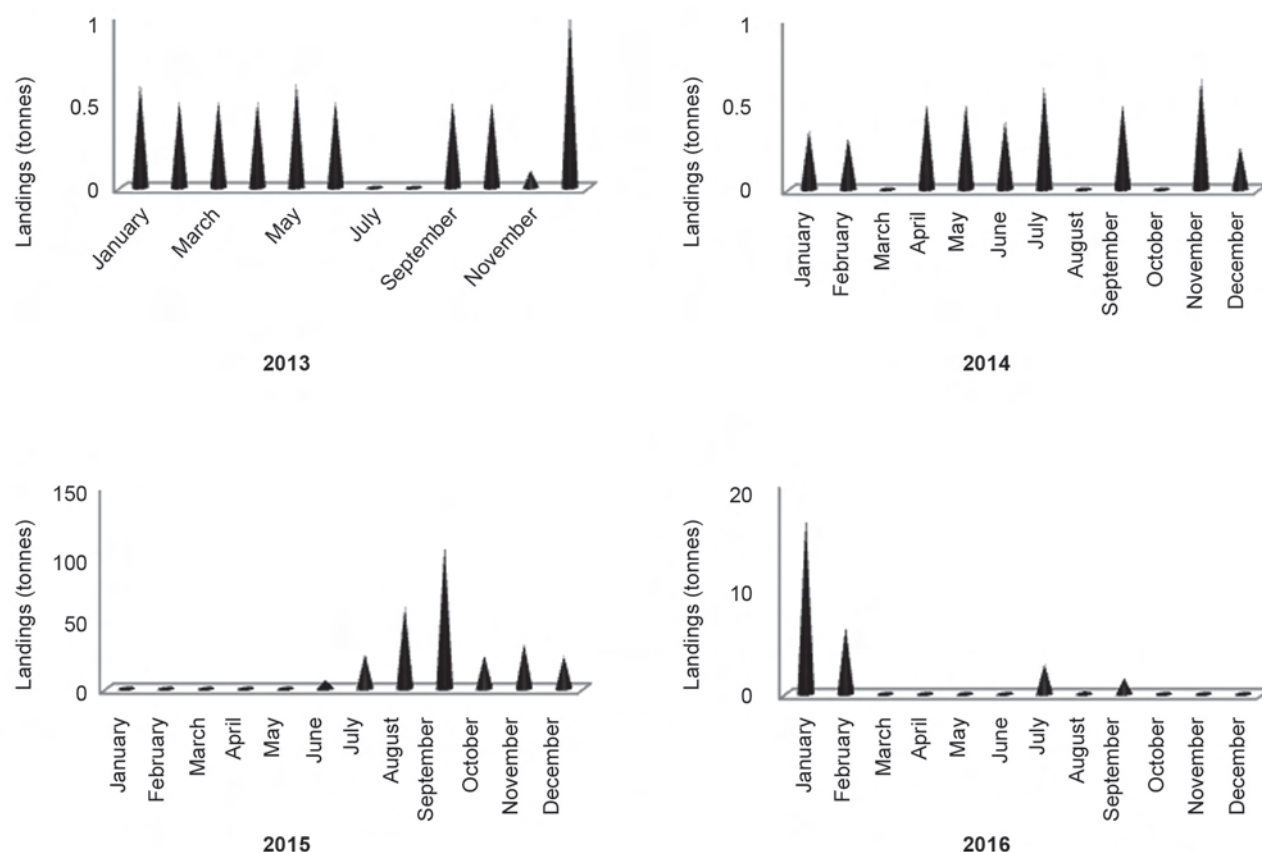 Landings (tonnes)
1
0.5
0
January
March
May
July
September
November
2013
Landings (tonnes)
1
0.5
0
January
February
March
April
May
June
July
August
September
October
November
December
2014
Landings (tonnes)
150
100
50
0
January
February
March
April
May
June
July
August
September
October
November
December
2015
Landings (tonnes)
20
10
0
January
February
March
April
May
June
July
August
September
October
November
December
2016